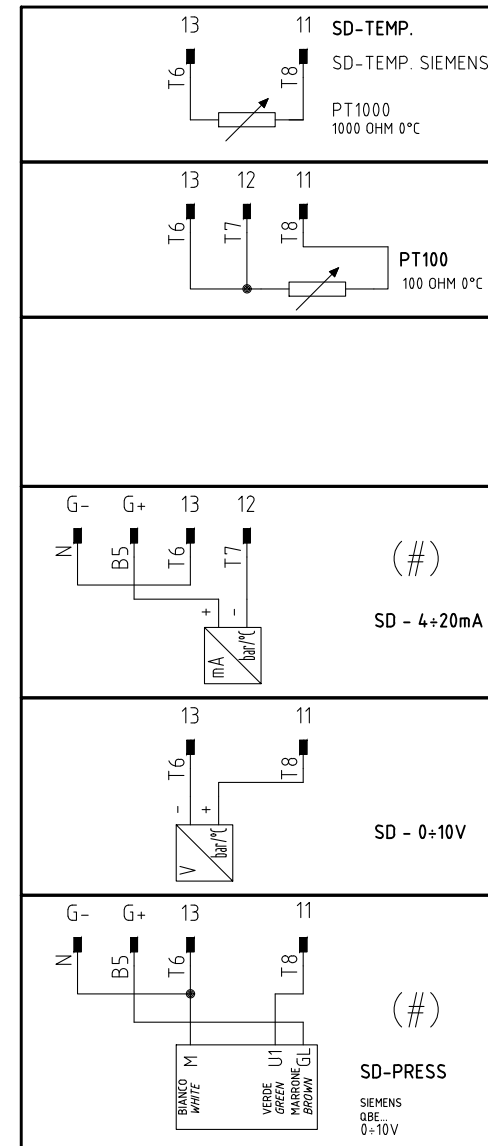 13 11 SD-TEMP.
T6 T8 SD-TEMP. SIEMENS
PT1000
1000 OHM 0°C
13 12 11
T6 T7 T8
PT100
100 OHM 0°C
G- G+ 13 12
N B5 T6 T7
(#)
+ -
SD - 4÷20mA
mA bar/°C
13 11
T6 T8
- +
SD - 0÷10V
V bar/°C
G- G+ 13 11
N B5 T6 T8
(#)
M U1 GL
BIANCO VERDE MARRONE
WHITE GREEN BROWN
SD-PRESS
SIEMENS
QBE...
0÷10V